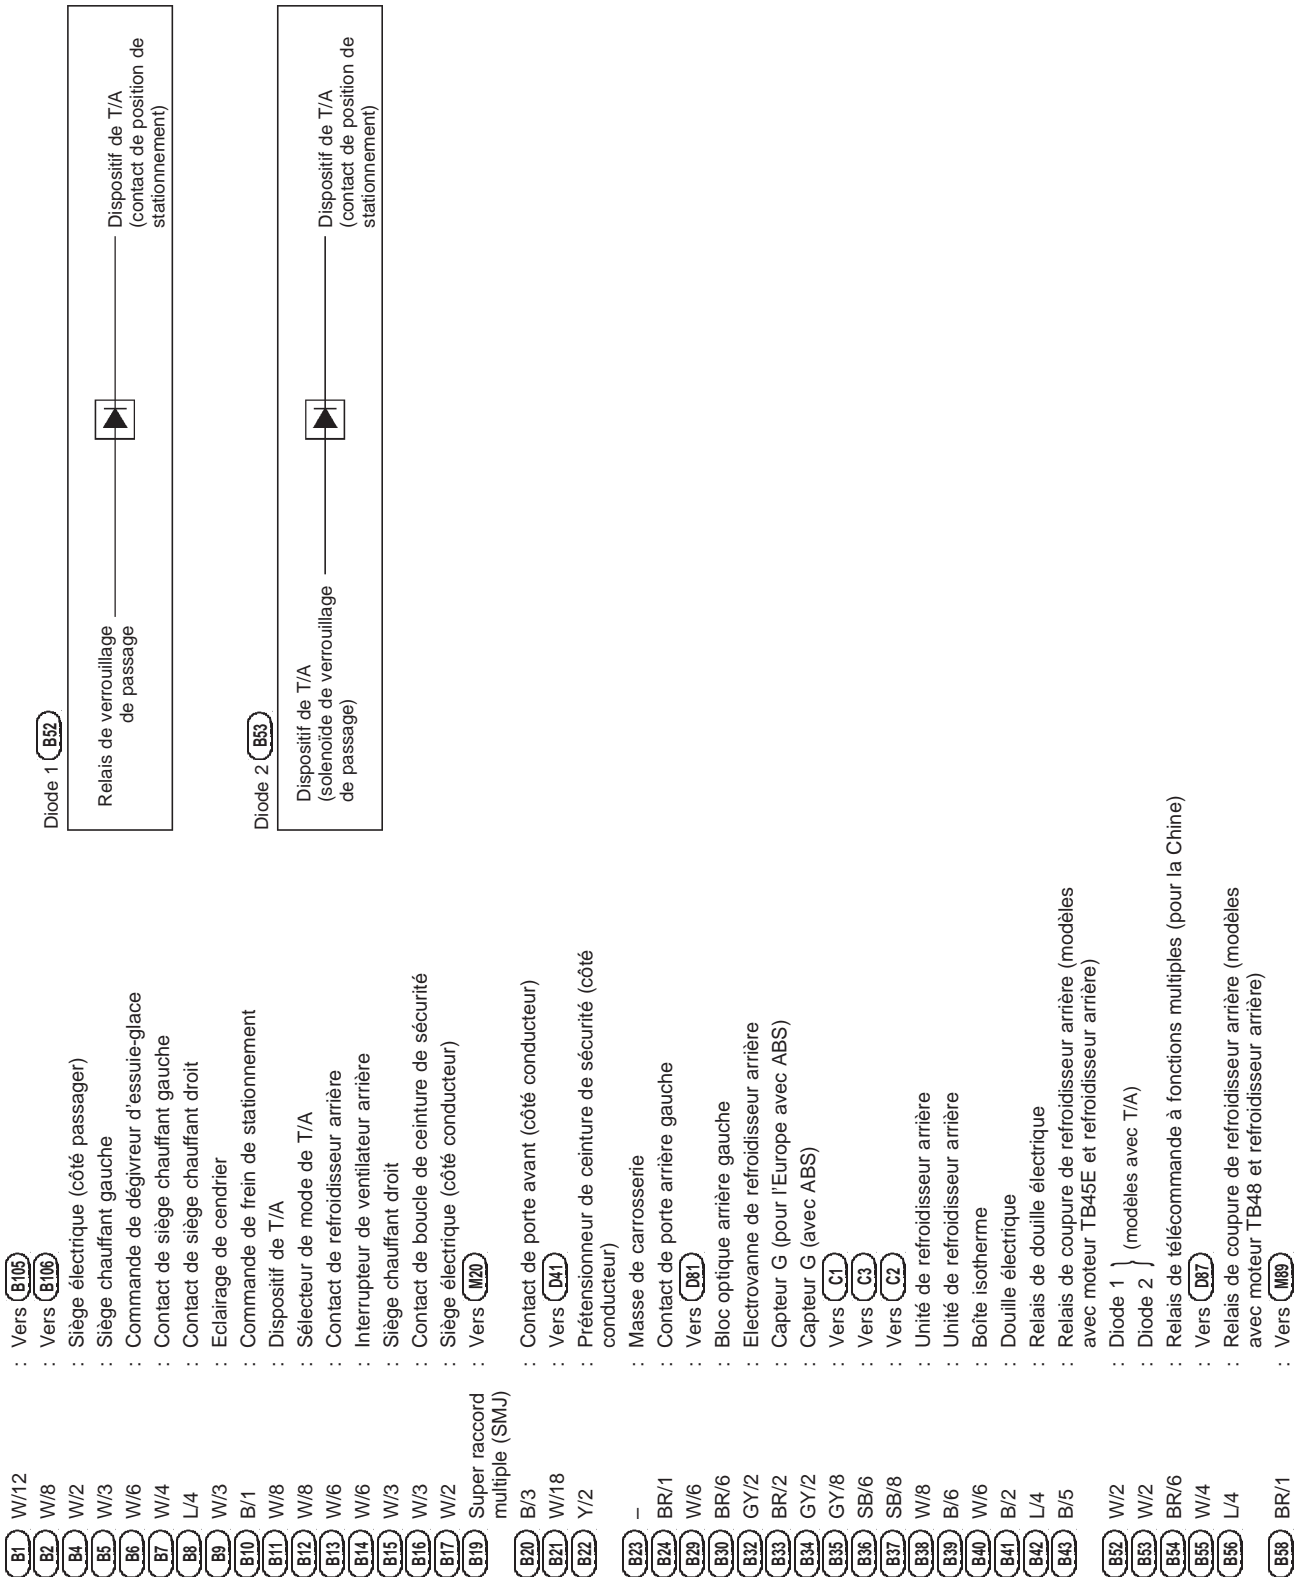 B1 W/12 : Vers B105
B2 W/8 : Vers B106
B4 W/2 : Siège électrique (côté passager)
B5 W/3 : Siège chauffant gauche
B6 W/6 : Commande de dégivreur d'essuie-glace
B7 W/4 : Contact de siège chauffant gauche
B8 L/4 : Contact de siège chauffant droit
B9 W/3 : Eclairage de cendrier
B10 B/1 : Commande de frein de stationnement
B11 W/8 : Dispositif de T/A
B12 W/8 : Sélecteur de mode de T/A
B13 W/6 : Contact de refroidisseur arrière
B14 W/6 : Interrupteur de ventilateur arrière
B15 W/3 : Siège chauffant droit
B16 W/3 : Contact de boucle de ceinture de sécurité
B17 W/2 : Siège électrique (côté conducteur)
B19 Super raccord : Vers M20
multiple (SMJ)
B20 B/3 : Contact de porte avant (côté conducteur)
B21 W/18 : Vers D41
B22 Y/2 : Prétensionneur de ceinture de sécurité (côté
conducteur)
B23 – : Masse de carrosserie
B24 BR/1 : Contact de porte arrière gauche
B29 W/6 : Vers D81
B30 BR/6 : Bloc optique arrière gauche
B32 GY/2 : Electrovanne de refroidisseur arrière
B33 BR/2 : Capteur G (pour l'Europe avec ABS)
B34 GY/2 : Capteur G (avec ABS)
B35 GY/8 : Vers C1
B36 SB/6 : Vers C3
B37 SB/8 : Vers C2
B38 W/8 : Unité de refroidisseur arrière
B39 B/6 : Unité de refroidisseur arrière
B40 W/6 : Boîte isotherme
B41 B/2 : Douille électrique
B42 L/4 : Relais de douille électrique
B43 B/5 : Relais de coupure de refroidisseur arrière (modèles
avec moteur TB45E et refroidisseur arrière)
B52 W/2 : Diode 1
B53 W/2 : Diode 2 } (modèles avec T/A)
B54 BR/6 : Relais de télécommande à fonctions multiples (pour la Chine)
B55 W/4 : Vers D87
B56 L/4 : Relais de coupure de refroidisseur arrière (modèles
avec moteur TB48 et refroidisseur arrière)
B58 BR/1 : Vers M89
Diode 1 B52
Relais de verrouillage
de passage
Dispositif de T/A
(contact de position de
stationnement)
Diode 2 B53
Dispositif de T/A
(solenoïde de verrouillage
de passage)
Dispositif de T/A
(contact de position de
stationnement)